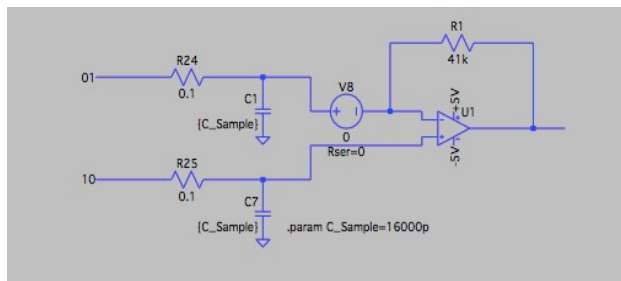 R1
41k
R24
01
0.1
C1
{C_Sample}
V8
+
0
Rser=0
+5V
U1
-
+
-5V
R25
10
0.1
C7
{C_Sample}
.param C_Sample=16000p